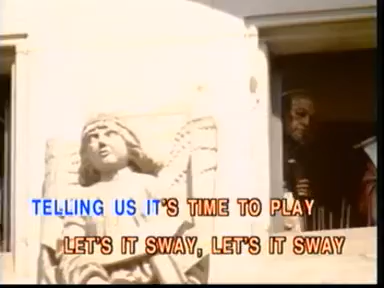 TELLING US IT'S TIME TO PLAY
LET'S IT SWAY, LET'S IT SWAY